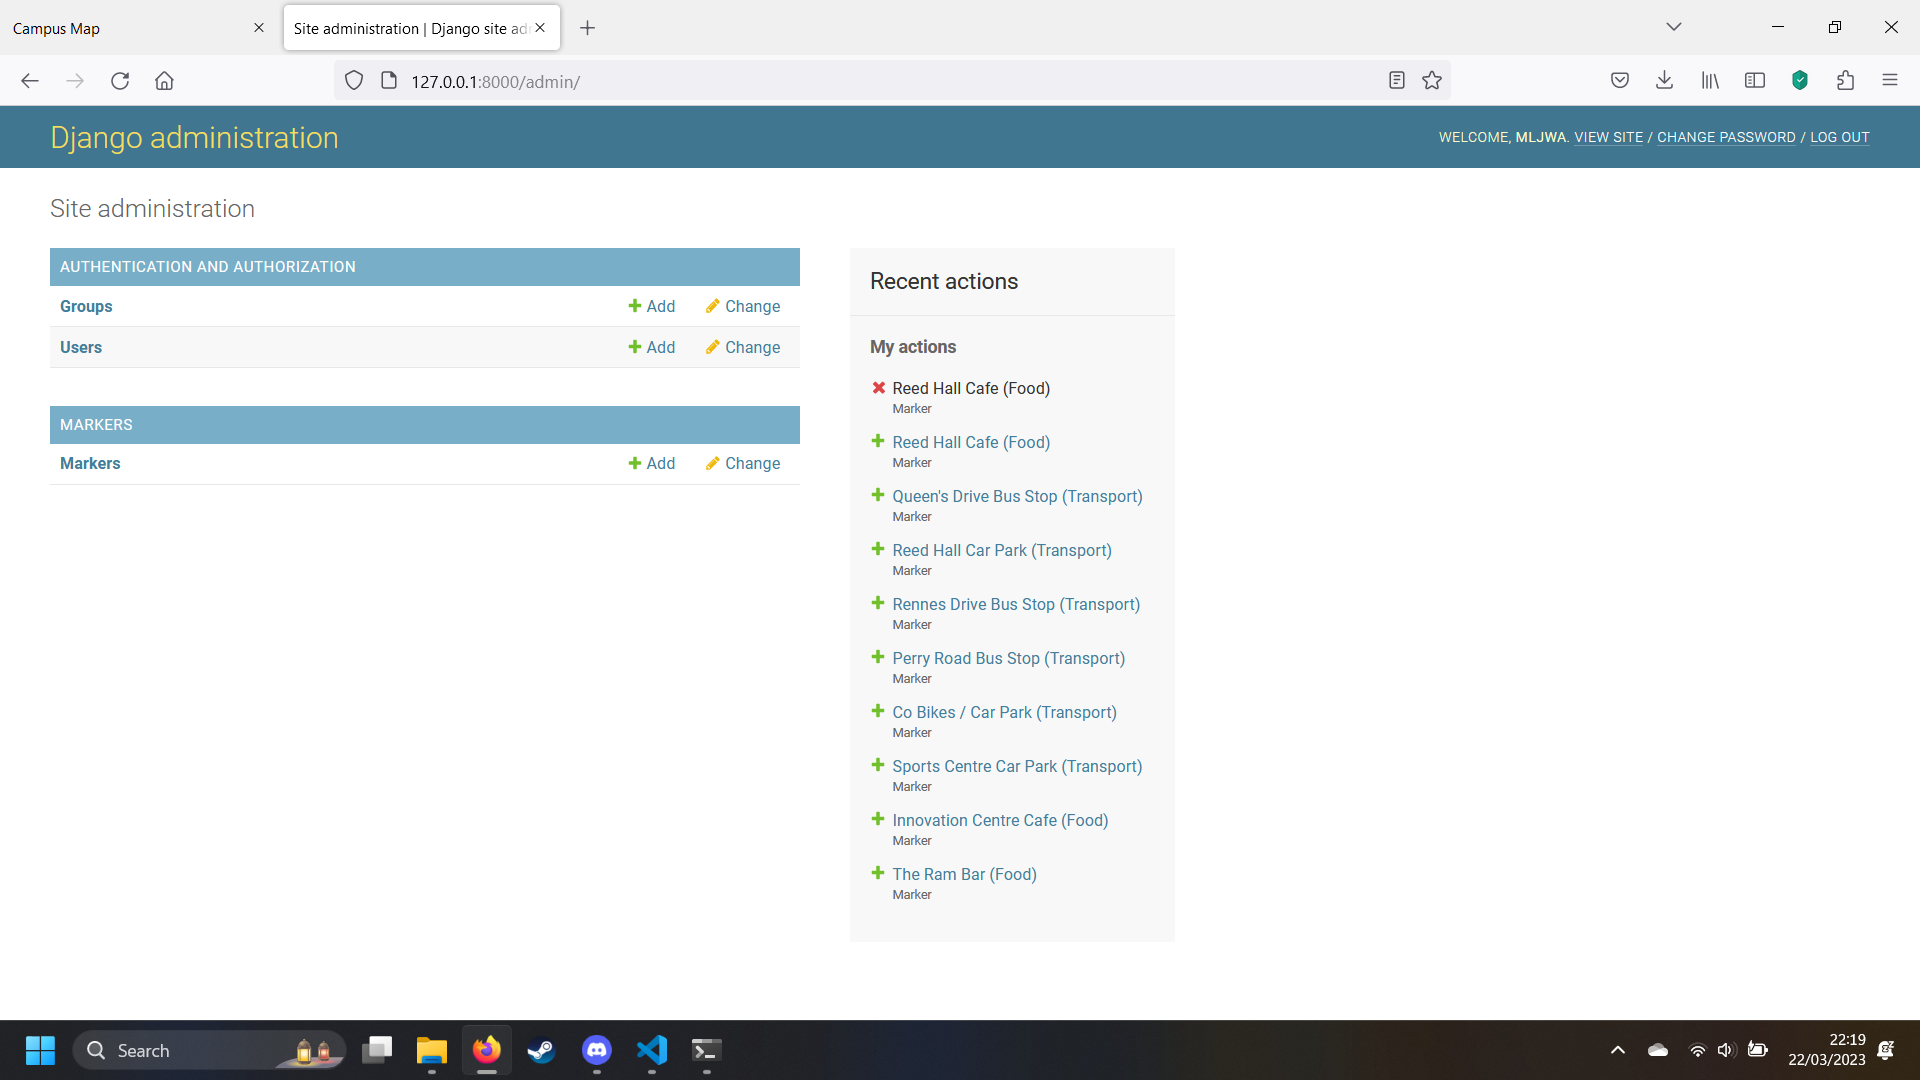 Campus Map
Site administration | Django site ad
127.0.0.1:8000/admin/
Django administration
WELCOME, MLJWA. VIEW SITE / CHANGE PASSWORD / LOG OUT
Site administration
AUTHENTICATION AND AUTHORIZATION
Groups Add Change
Users Add Change
MARKERS
Markers Add Change
Recent actions
My actions
Reed Hall Cafe (Food)
Marker
Reed Hall Cafe (Food)
Marker
Queen's Drive Bus Stop (Transport)
Marker
Reed Hall Car Park (Transport)
Marker
Rennes Drive Bus Stop (Transport)
Marker
Perry Road Bus Stop (Transport)
Marker
Co Bikes / Car Park (Transport)
Marker
Sports Centre Car Park (Transport)
Marker
Innovation Centre Cafe (Food)
Marker
The Ram Bar (Food)
Marker
Search
22:19
22/03/2023